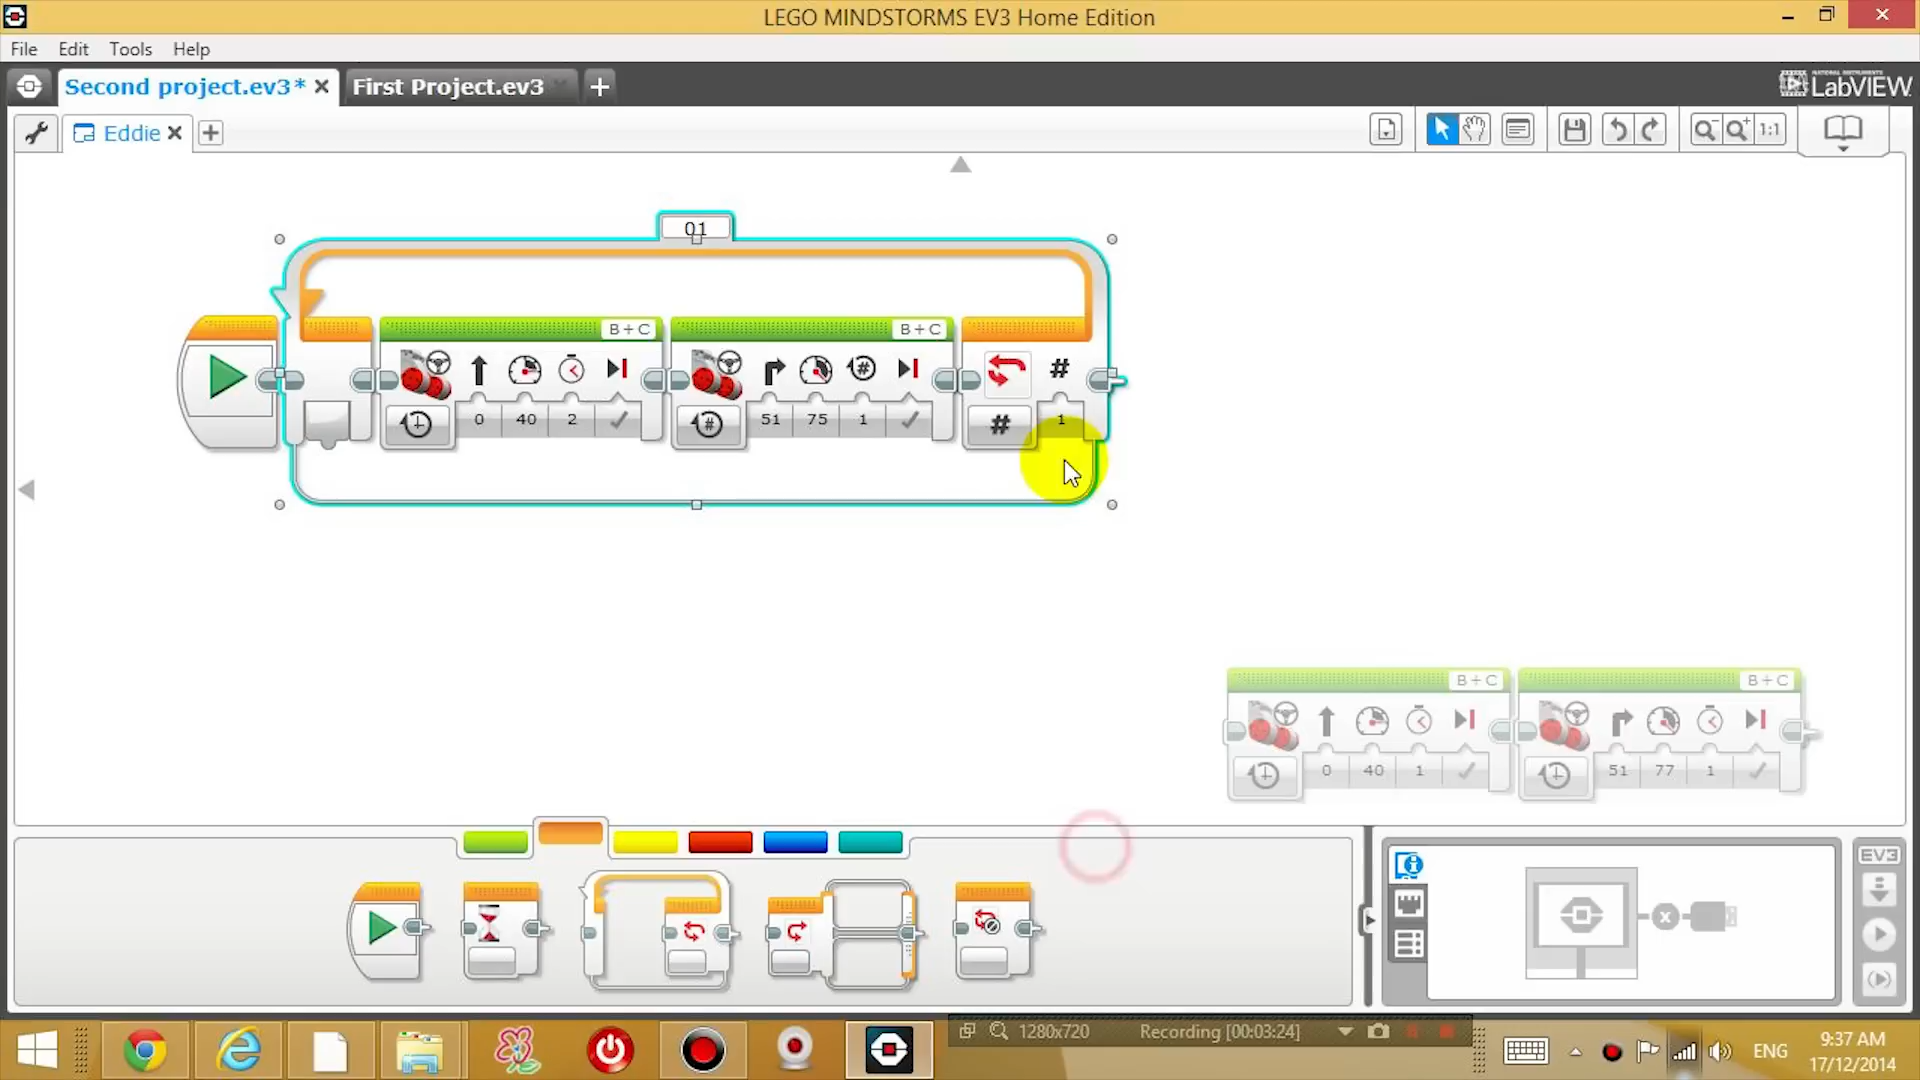 LEGO MINDSTORMS EV3 Home Edition
File Edit Tools Help
Second project.ev3* First Project.ev3
LabVIEW
Eddie
1:1
01
B+C B+C
#
#
0 40 2 51 75 1 # 1
B+C B+C
0 40 1 51 77 1
EV3
1280x720 Recording [00:03:24]
ENG
9:37 AM
17/12/2014